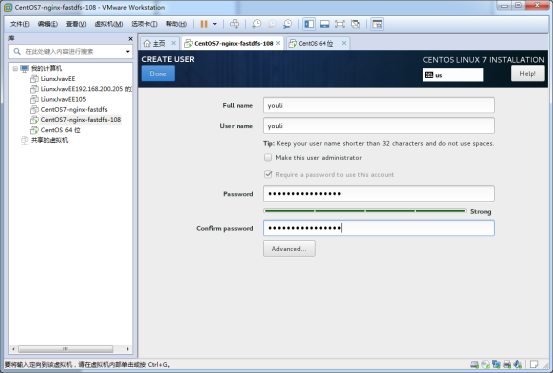 CentOS7-nginx-fastdfs-108 - VMware Workstation
文件(F) 编辑(E) 查看(V) 虚拟机(M) 选项卡(T) 帮助(H)
库
在此处键入内容进行搜索
我的计算机
LiunxJvavEE
LiunxJvavEE192.168.200.205 的
LiunxJvavEE105
CentOS7-nginx-fastdfs
CentOS7-nginx-fastdfs-108
CentOS 64 位
共享的虚拟机
主页 CentOS7-nginx-fastdfs-108 CentOS 64 位
CREATE USER
CENTOS LINUX 7 INSTALLATION
Done
us
Help!
Full name youli
User name youli
Tip: Keep your user name shorter than 32 characters and do not use spaces.
Make this user administrator
Require a password to use this account
Password ••••••••••••••••
Strong
Confirm password ••••••••••••••••
Advanced...
要将输入定向到该虚拟机，请在虚拟机内部单击或按 Ctrl+G。